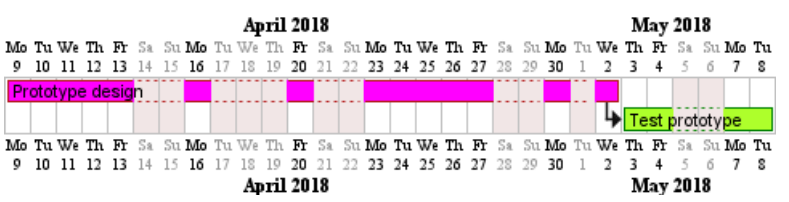 April 2018 May 2018
Mo Tu We Th Fr Sa Su Mo Tu We Th Fr Sa Su Mo Tu We Th Fr Sa Su Mo Tu We Th Fr Sa Su Mo Tu
9 10 11 12 13 14 15 16 17 18 19 20 21 22 23 24 25 26 27 28 29 30 1 2 3 4 5 6 7 8
Prototype design
Test prototype
Mo Tu We Th Fr Sa Su Mo Tu We Th Fr Sa Su Mo Tu We Th Fr Sa Su Mo Tu We Th Fr Sa Su Mo Tu
9 10 11 12 13 14 15 16 17 18 19 20 21 22 23 24 25 26 27 28 29 30 1 2 3 4 5 6 7 8
April 2018 May 2018